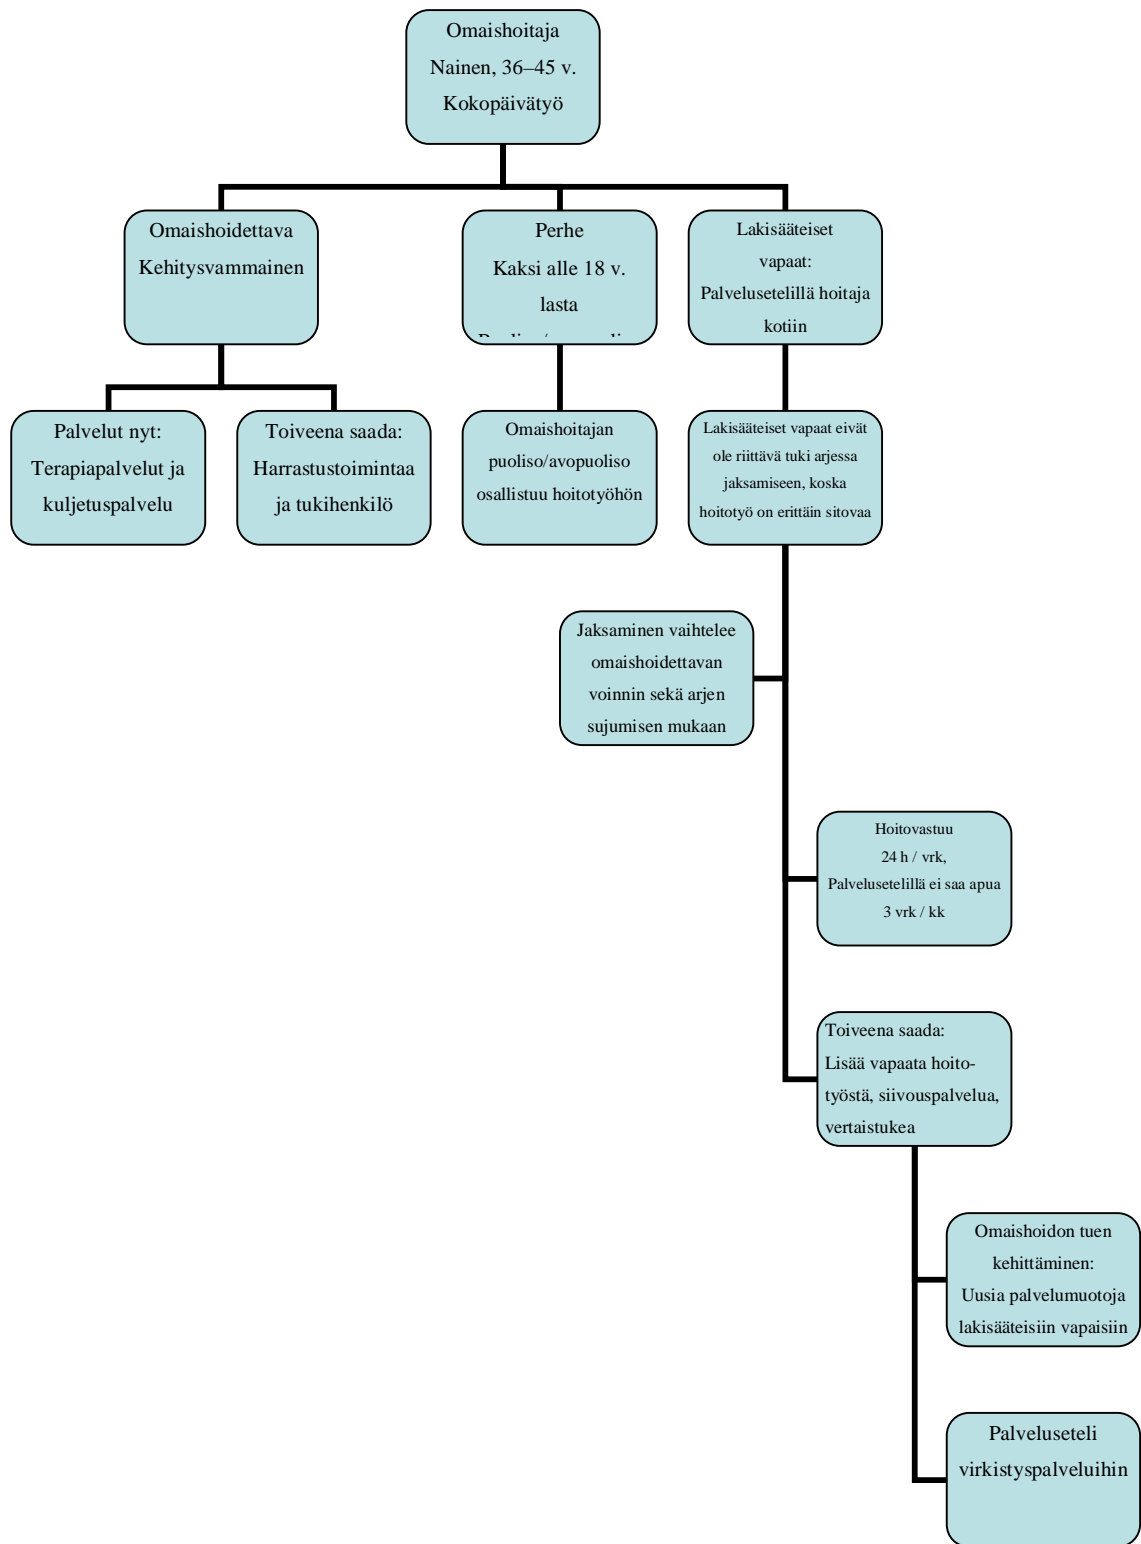 Omaishoitaja
Nainen, 36–45 v.
Kokopäivätyö
Omaishoidettava
Kehitysvammainen
Perhe
Kaksi alle 18 v.
lasta
Lakisääteiset
vapaat:
Palvelusetelillä hoitaja
kotiin
Palvelut nyt:
Terapiapalvelut ja
kuljetuspalvelu
Toiveena saada:
Harrastustoimintaa
ja tukihenkilö
Omaishoitajan
puoliso/avopuoliso
osallistuu hoitotyöhön
Lakisääteiset vapaat eivät
ole riittävä tuki arjessa
jaksamiseen, koska
hoitotyö on erittäin sitovaa
Jaksaminen vaihtelee
omaishoidettavan
voinnin sekä arjen
sujumisen mukaan
Hoitovastuu
24 h / vrk,
Palvelusetelillä ei saa apua
3 vrk / kk
Toiveena saada:
Lisää vapaata hoito-
työstä, siivouspalvelua,
vertaistukea
Omaishoidon tuen
kehittäminen:
Uusia palvelumuotoja
lakisääteisiin vapaisiin
Palveluseteli
virkistyspalveluihin